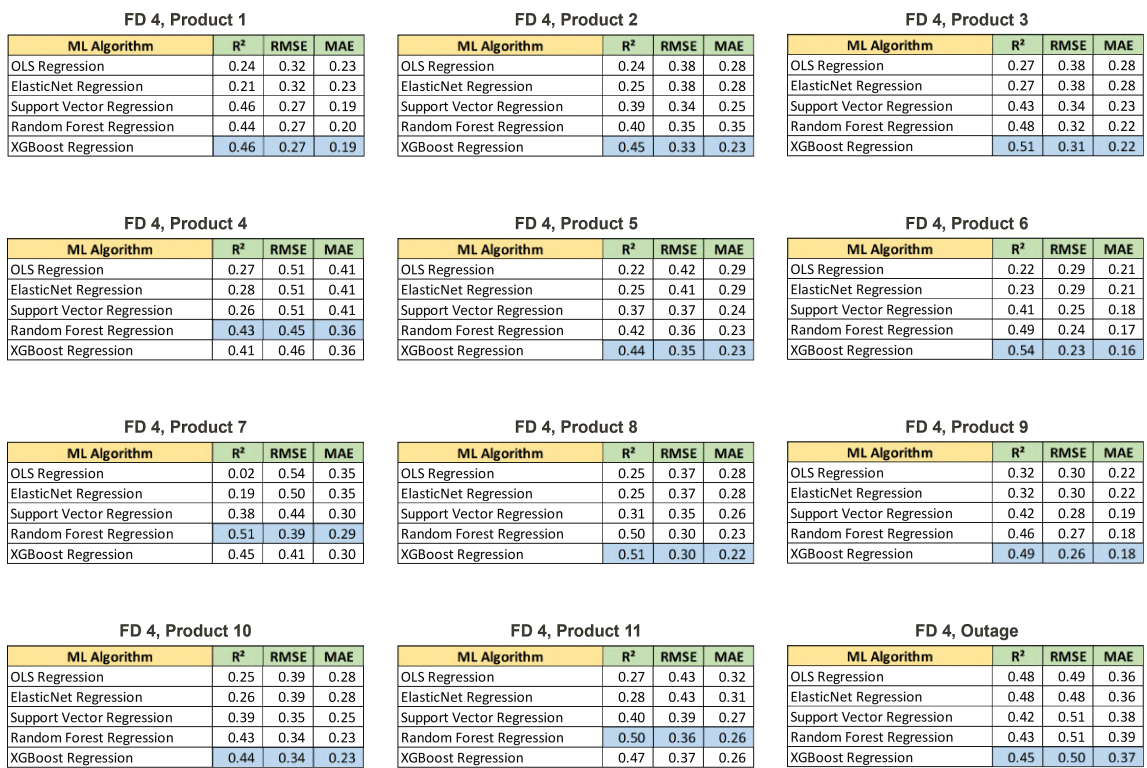 FD 4, Product 1
ML Algorithm R² RMSE MAE
OLS Regression 0.24 0.32 0.23
ElasticNet Regression 0.21 0.32 0.23
Support Vector Regression 0.46 0.27 0.19
Random Forest Regression 0.44 0.27 0.20
XGBoost Regression 0.46 0.27 0.19
FD 4, Product 2
ML Algorithm R² RMSE MAE
OLS Regression 0.24 0.38 0.28
ElasticNet Regression 0.25 0.38 0.28
Support Vector Regression 0.39 0.34 0.25
Random Forest Regression 0.40 0.35 0.35
XGBoost Regression 0.45 0.33 0.23
FD 4, Product 3
ML Algorithm R² RMSE MAE
OLS Regression 0.27 0.38 0.28
ElasticNet Regression 0.27 0.38 0.28
Support Vector Regression 0.43 0.34 0.23
Random Forest Regression 0.48 0.32 0.22
XGBoost Regression 0.51 0.31 0.22
FD 4, Product 4
ML Algorithm R² RMSE MAE
OLS Regression 0.27 0.51 0.41
ElasticNet Regression 0.28 0.51 0.41
Support Vector Regression 0.26 0.51 0.41
Random Forest Regression 0.43 0.45 0.36
XGBoost Regression 0.41 0.46 0.36
FD 4, Product 5
ML Algorithm R² RMSE MAE
OLS Regression 0.22 0.42 0.29
ElasticNet Regression 0.25 0.41 0.29
Support Vector Regression 0.37 0.37 0.24
Random Forest Regression 0.42 0.36 0.23
XGBoost Regression 0.44 0.35 0.23
FD 4, Product 6
ML Algorithm R² RMSE MAE
OLS Regression 0.22 0.29 0.21
ElasticNet Regression 0.23 0.29 0.21
Support Vector Regression 0.41 0.25 0.18
Random Forest Regression 0.49 0.24 0.17
XGBoost Regression 0.54 0.23 0.16
FD 4, Product 7
ML Algorithm R² RMSE MAE
OLS Regression 0.02 0.54 0.35
ElasticNet Regression 0.19 0.50 0.35
Support Vector Regression 0.38 0.44 0.30
Random Forest Regression 0.51 0.39 0.29
XGBoost Regression 0.45 0.41 0.30
FD 4, Product 8
ML Algorithm R² RMSE MAE
OLS Regression 0.25 0.37 0.28
ElasticNet Regression 0.25 0.37 0.28
Support Vector Regression 0.31 0.35 0.26
Random Forest Regression 0.50 0.30 0.23
XGBoost Regression 0.51 0.30 0.22
FD 4, Product 9
ML Algorithm R² RMSE MAE
OLS Regression 0.32 0.30 0.22
ElasticNet Regression 0.32 0.30 0.22
Support Vector Regression 0.42 0.28 0.19
Random Forest Regression 0.46 0.27 0.18
XGBoost Regression 0.49 0.26 0.18
FD 4, Product 10
ML Algorithm R² RMSE MAE
OLS Regression 0.25 0.39 0.28
ElasticNet Regression 0.26 0.39 0.28
Support Vector Regression 0.39 0.35 0.25
Random Forest Regression 0.43 0.34 0.23
XGBoost Regression 0.44 0.34 0.23
FD 4, Product 11
ML Algorithm R² RMSE MAE
OLS Regression 0.27 0.43 0.32
ElasticNet Regression 0.28 0.43 0.31
Support Vector Regression 0.40 0.39 0.27
Random Forest Regression 0.50 0.36 0.26
XGBoost Regression 0.47 0.37 0.26
FD 4, Outage
ML Algorithm R² RMSE MAE
OLS Regression 0.48 0.49 0.36
ElasticNet Regression 0.48 0.48 0.36
Support Vector Regression 0.42 0.51 0.38
Random Forest Regression 0.43 0.51 0.39
XGBoost Regression 0.45 0.50 0.37